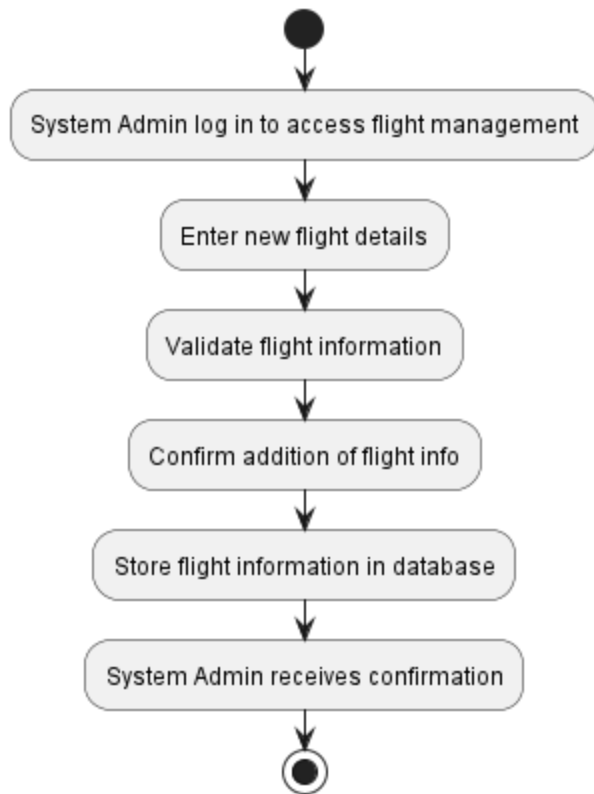 System Admin log in to access flight management
Enter new flight details
Validate flight information
Confirm addition of flight info
Store flight information in database
System Admin receives confirmation